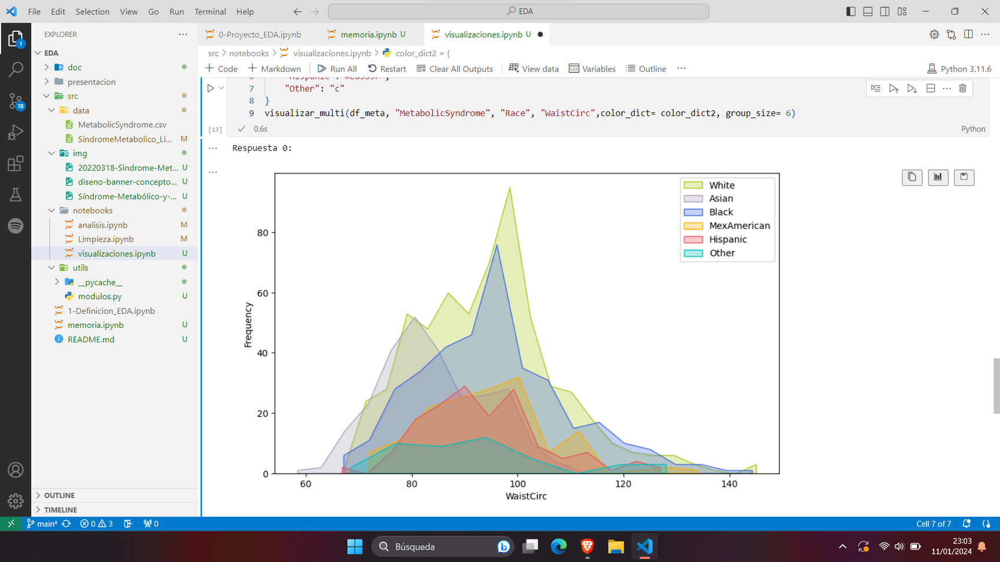 File Edit Selection View Go Run Terminal Help
EDA
EXPLORER
0-Proyecto_EDA.ipynb
memoria.ipynb U
visualizaciones.ipynb U
EDA
src > notebooks > visualizaciones.ipynb > color_dict2 = {
doc
+ Code + Markdown Run All Restart Clear All Outputs View data Variables Outline ...
Python 3.11.6
presentacion
7 "Other": "c"
src
8 }
data
9 visualizar_multi(df_meta, "MetabolicSyndrome", "Race", "WaistCirc",color_dict= color_dict2, group_size= 6)
MetabolicSyndrome.csv
[13] 0.6s
Python
SindromeMetabolico_Li... M
Respuesta 0:
img
20220318-Sindrome-Met... U
diseno-banner-concepto... U
Síndrome-Metabólico-y-... U
notebooks
analisis.ipynb M
Limpieza.ipynb M
visualizaciones.ipynb U
utils
__pycache__
modulos.py U
1-Definicion_EDA.ipynb
memoria.ipynb U
README.md U
White
Asian
Black
MexAmerican
Hispanic
Other
Frequency
80
60
40
20
0
60 80 100 120 140
WaistCirc
OUTLINE
TIMELINE
1
18
main* 0 3 0
Cell 7 of 7
Búsqueda
23:03
11/01/2024